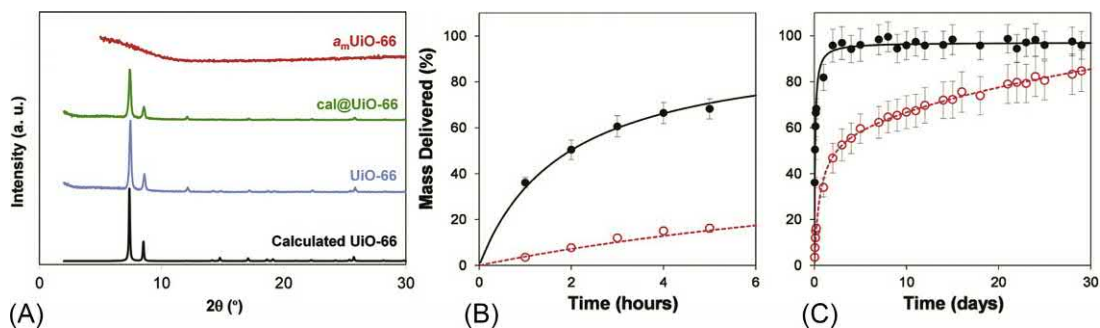 a_mUiO-66
cal@UiO-66
UiO-66
Calculated UiO-66
Intensity (a. u.)
0 10 20 30
2θ (°)
(A)
100
80
60
40
20
0
Mass Delivered (%)
0 2 4 6
Time (hours)
(B)
100
80
60
40
20
0
0 10 20 30
Time (days)
(C)